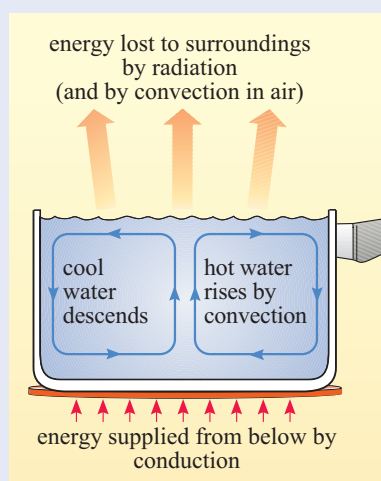 energy lost to surroundings
by radiation
(and by convection in air)
cool
water
descends
hot water
rises by
convection
energy supplied from below by
conduction